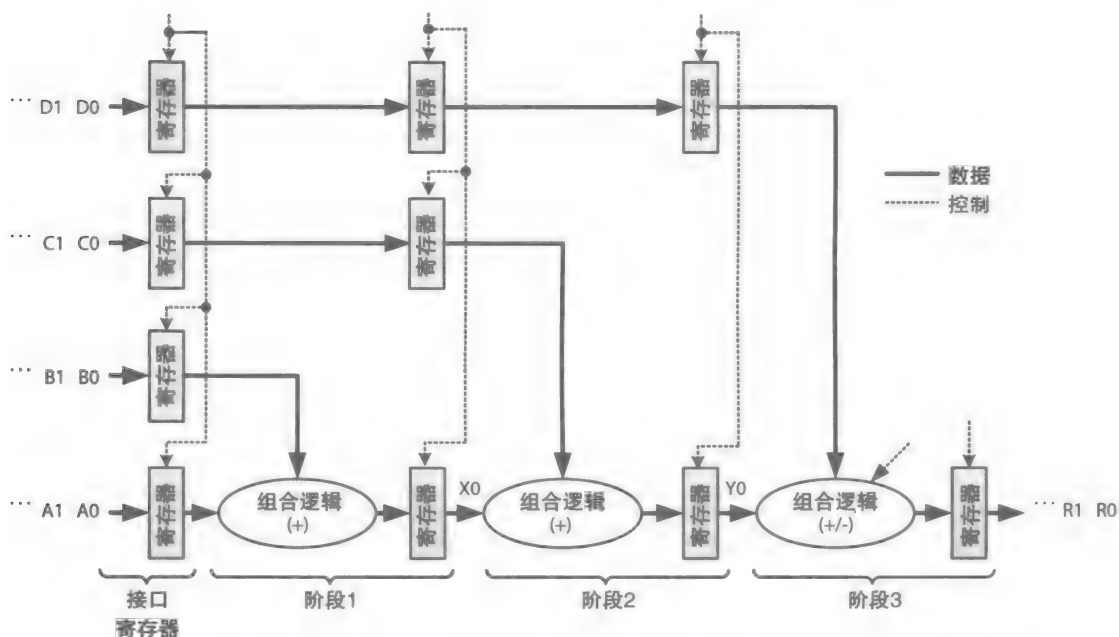 寄存器 寄存器 寄存器
… D1 D0
数据
控制
寄存器 寄存器
… C1 C0
寄存器
… B1 B0
寄存器 组合逻辑 (+) 寄存器 X0 组合逻辑 (+) 寄存器 Y0 组合逻辑 (+/-) 寄存器
… A1 A0
… R1 R0
接口
寄存器
阶段1
阶段2
阶段3